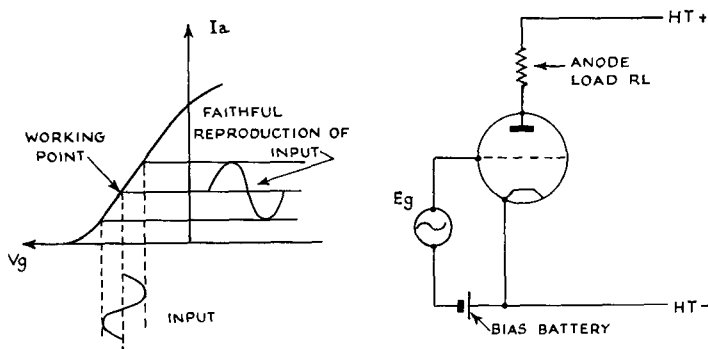 Ia
FAITHFUL
REPRODUCTION OF
INPUT
WORKING
POINT
Vg
INPUT
HT+
ANODE
LOAD RL
Eg
HT-
BIAS BATTERY